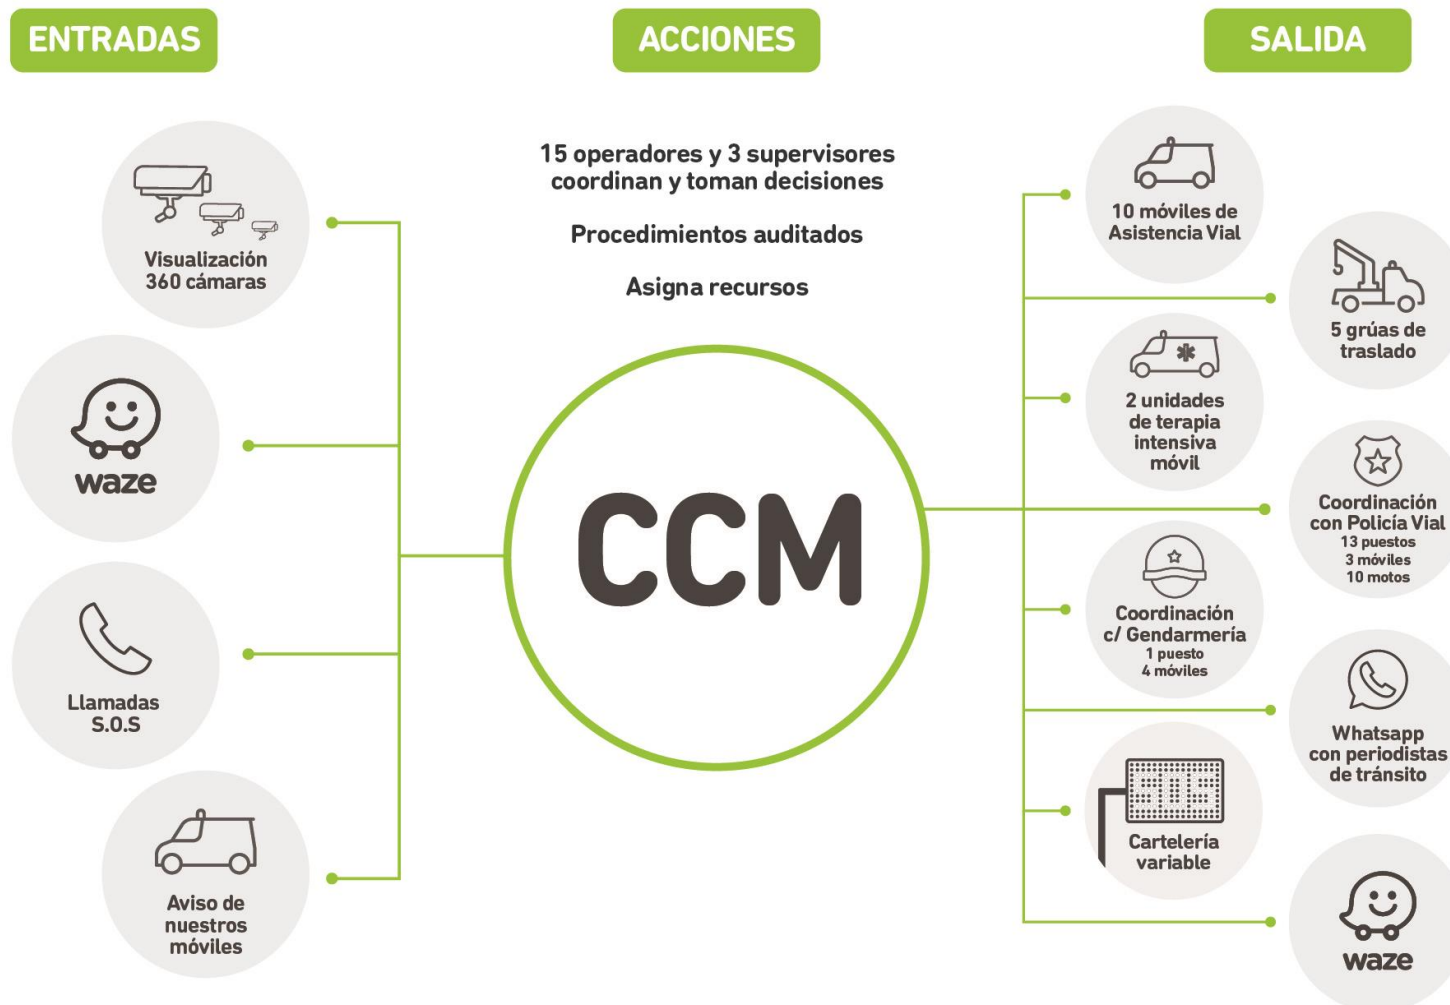 ENTRADAS
ACCIONES
SALIDA
Visualización
360 cámaras
waze
Llamadas
S.O.S
Aviso de
nuestros
móviles
15 operadores y 3 supervisores
coordinan y toman decisiones
Procedimientos auditados
Asigna recursos
CCM
10 móviles de
Asistencia Vial
5 grúas de
traslado
2 unidades
de terapia
intensiva
móvil
Coordinación
con Policía Vial
13 puestos
3 móviles
10 motos
Coordinación
c/ Gendarmería
1 puesto
4 móviles
Whatsapp
con periodistas
de tránsito
SOS
Cartelería
variable
waze